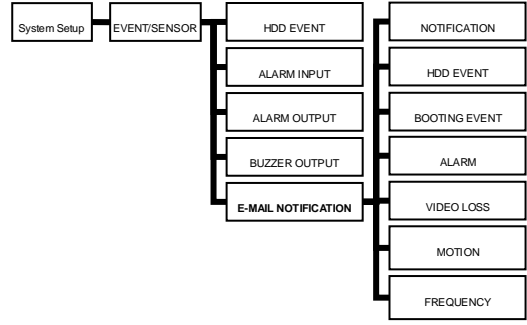 System Setup
EVENT/SENSOR
HDD EVENT
ALARM INPUT
ALARM OUTPUT
BUZZER OUTPUT
E-MAIL NOTIFICATION
NOTIFICATION
HDD EVENT
BOOTING EVENT
ALARM
VIDEO LOSS
MOTION
FREQUENCY